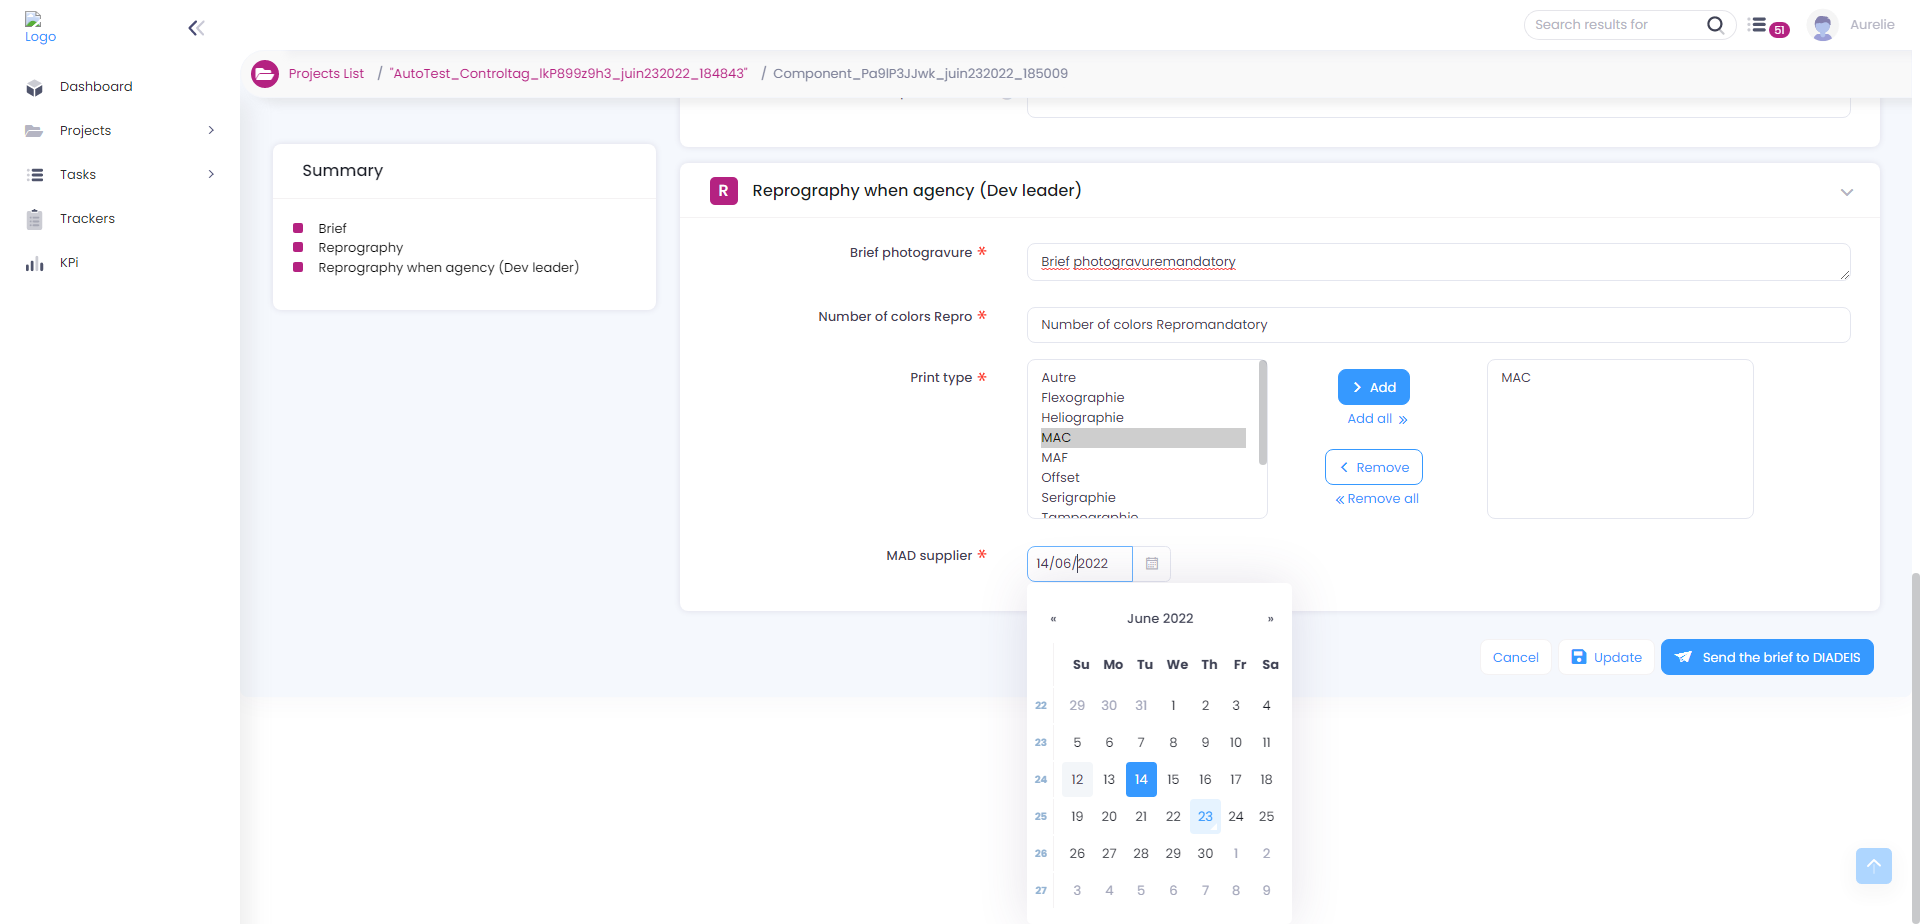 Logo
Search results for
51
Aurelie
Projects List / "AutoTest_Controltag_lkP899z9h3_juin232022_184843" / Component_Pa9lP3JJwk_juin232022_185009
Dashboard
Projects
Tasks
Trackers
KPi
Summary
Brief
Reprography
Reprography when agency (Dev leader)
R Reprography when agency (Dev leader)
Brief photogravure *
Brief photogravuremandatory
Number of colors Repro *
Number of colors Repromandatory
Print type *
Autre
Flexographie
Heliographie
MAC
MAF
Offset
Serigraphie
Tampographie
Add
Add all »
Remove
« Remove all
MAC
MAD supplier *
14/06/2022
« June 2022 »
Su Mo Tu We Th Fr Sa
22 29 30 31 1 2 3 4
23 5 6 7 8 9 10 11
24 12 13 14 15 16 17 18
25 19 20 21 22 23 24 25
26 26 27 28 29 30 1 2
27 3 4 5 6 7 8 9
Cancel
Update
Send the brief to DIADEIS